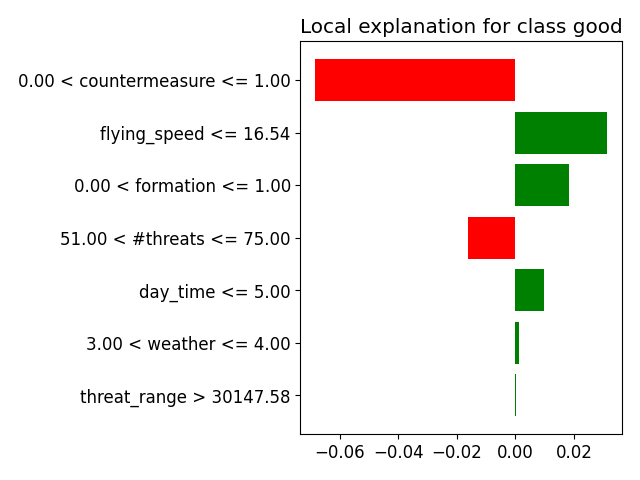 Local explanation for class good
0.00 < countermeasure <= 1.00
flying_speed <= 16.54
0.00 < formation <= 1.00
51.00 < #threats <= 75.00
day_time <= 5.00
3.00 < weather <= 4.00
threat_range > 30147.58
−0.06 −0.04 −0.02 0.00 0.02